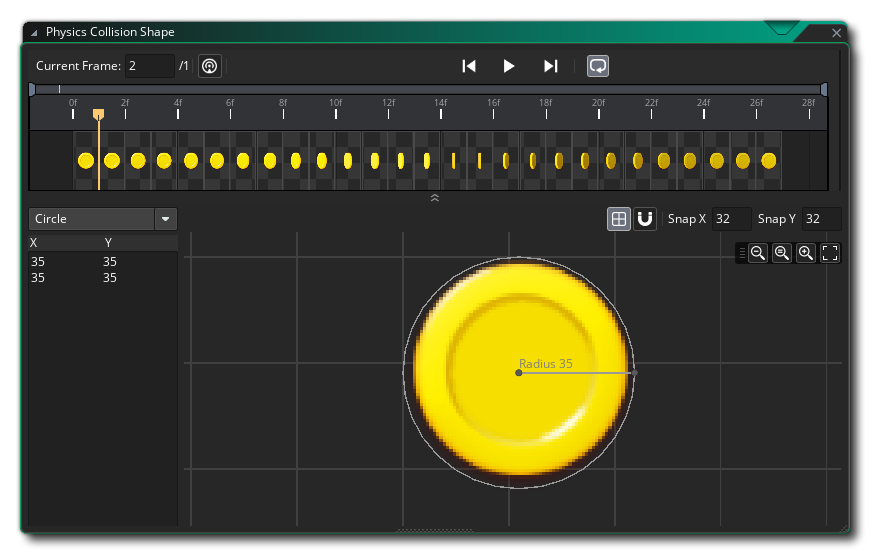 Physics Collision Shape
Current Frame: 2 /1
0f 2f 4f 6f 8f 10f 12f 14f 16f 18f 20f 22f 24f 26f 28f
Circle
Snap X 32 Snap Y 32
X Y
35 35
35 35
Radius 35